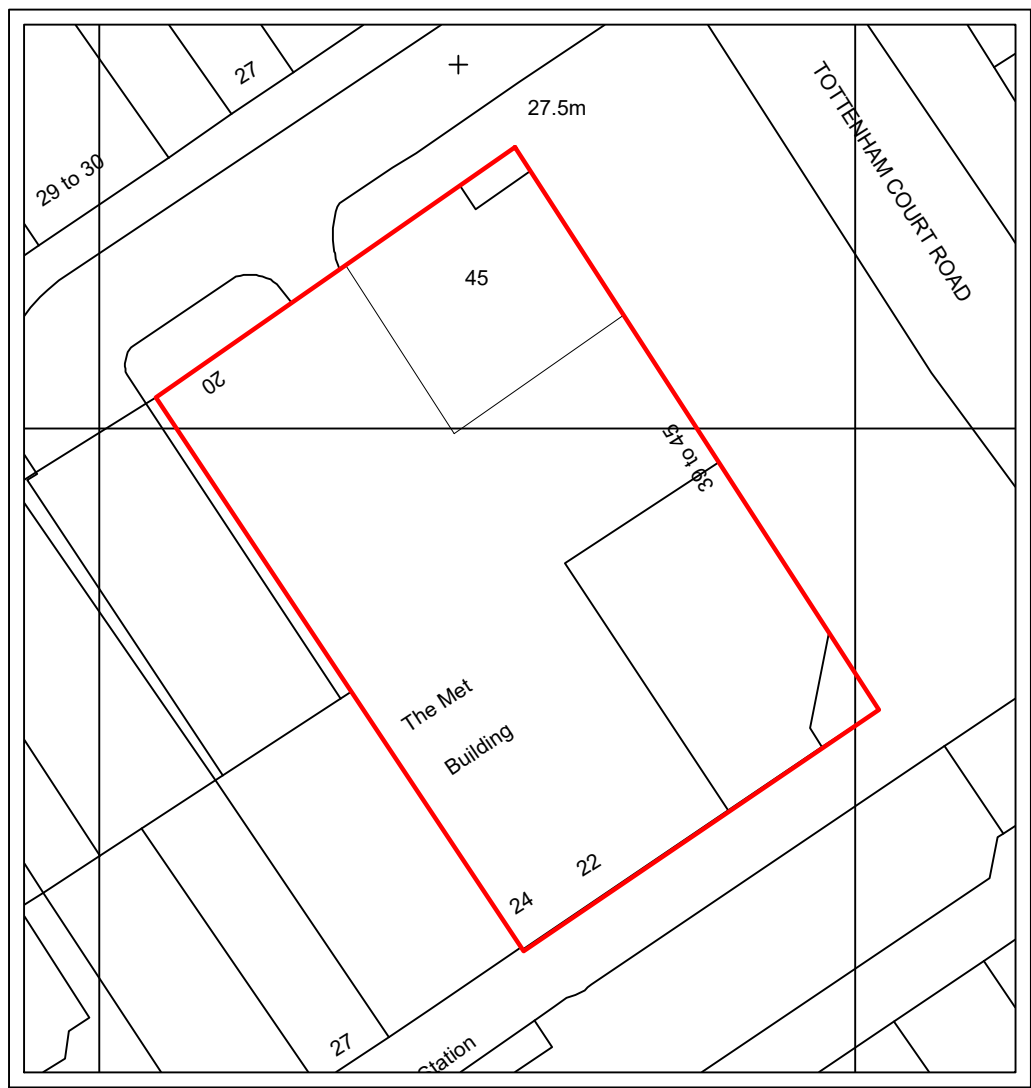 27
27.5m
TOTTENHAM COURT ROAD
29 to 30
45
20
39 to 45
The Met
Building
22
24
27
Station